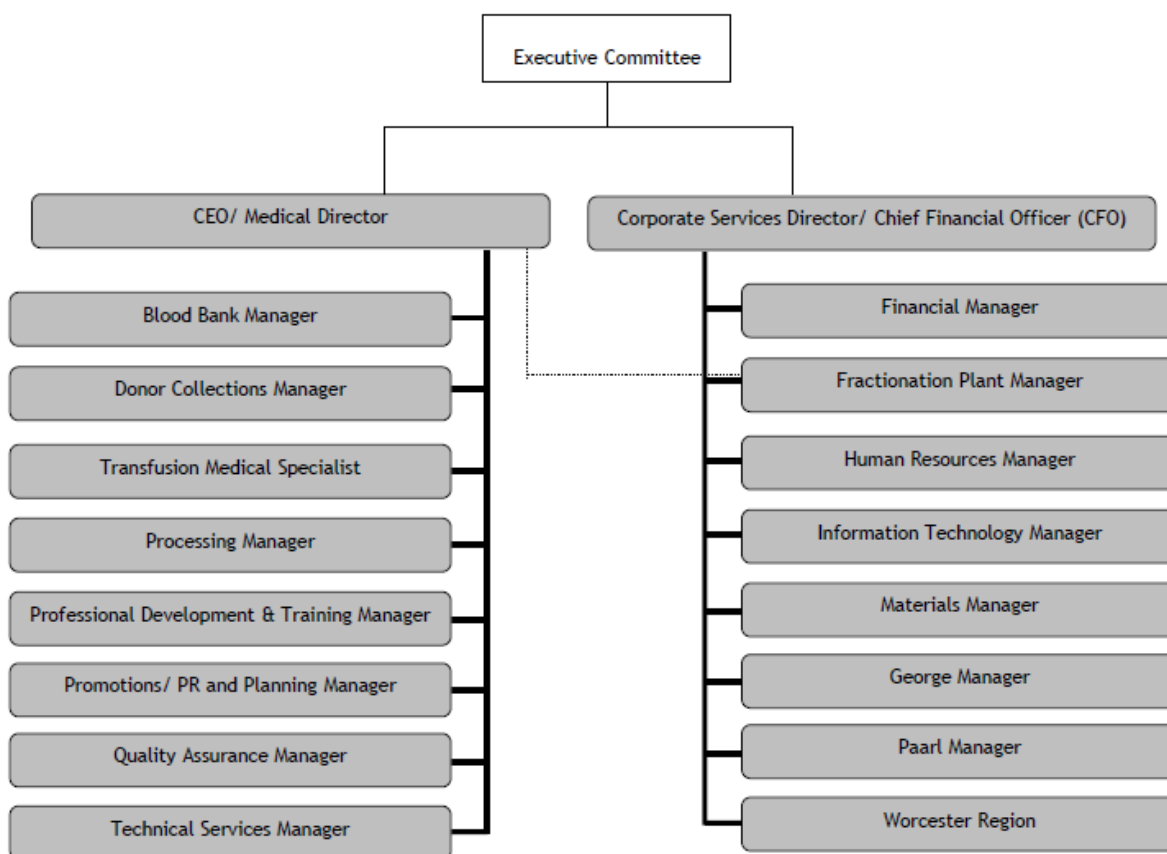 Executive Committee
CEO/ Medical Director
Corporate Services Director/ Chief Financial Officer (CFO)
Blood Bank Manager
Donor Collections Manager
Transfusion Medical Specialist
Processing Manager
Professional Development & Training Manager
Promotions/ PR and Planning Manager
Quality Assurance Manager
Technical Services Manager
Financial Manager
Fractionation Plant Manager
Human Resources Manager
Information Technology Manager
Materials Manager
George Manager
Paarl Manager
Worcester Region